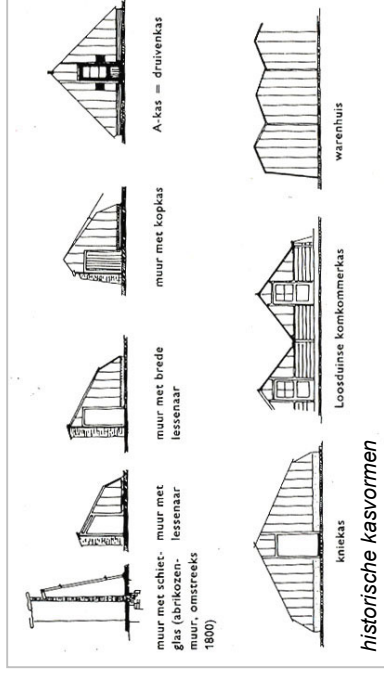 muur met schiet-
glas (abrikozen-
muur, omstreeks
1800)
muur met
lessenaar
muur met brede
lessenaar
muur met kopkas
A-kas = druivenkas
kniekas
Loosduinse komkommerkas
warenhuis
historische kasvormen